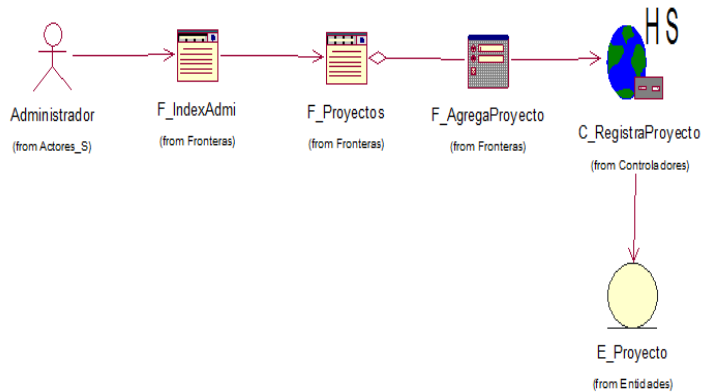 HS
Administrador
(from Actores_S)
F_IndexAdmi
(from Fronteras)
F_Proyectos
(from Fronteras)
F_AgregaProyecto
(from Fronteras)
C_RegistraProyecto
(from Controladores)
E_Proyecto
(from Entidades)